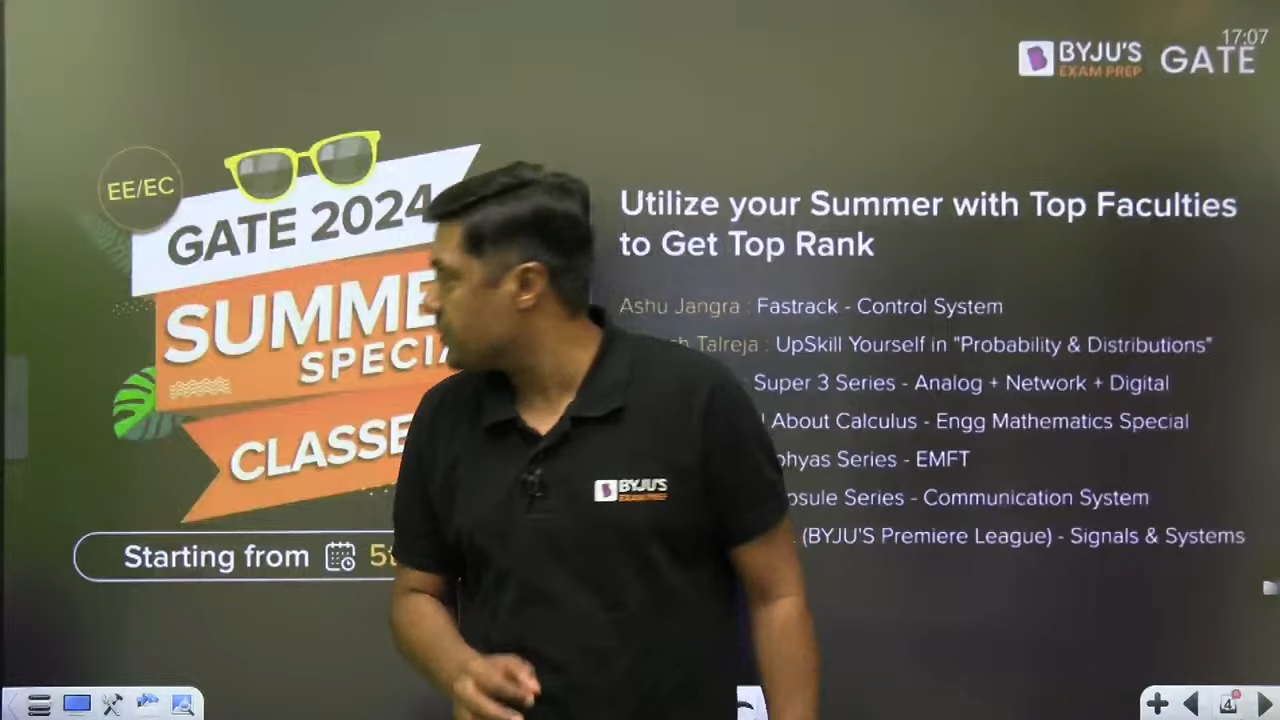 17:07
BYJU'S
EXAM PREP
GATE
EE/EC
GATE 2024
SUMME
SPECIA
CLASSE
Starting from 5t
Utilize your Summer with Top Faculties
to Get Top Rank
Ashu Jangra : Fastrack - Control System
Talreja : UpSkill Yourself in "Probability & Distributions"
Super 3 Series - Analog + Network + Digital
About Calculus - Engg Mathematics Special
Series - EMFT
Series - Communication System
(BYJU'S Premiere League) - Signals & Systems
BYJU'S
EXAM PREP
4